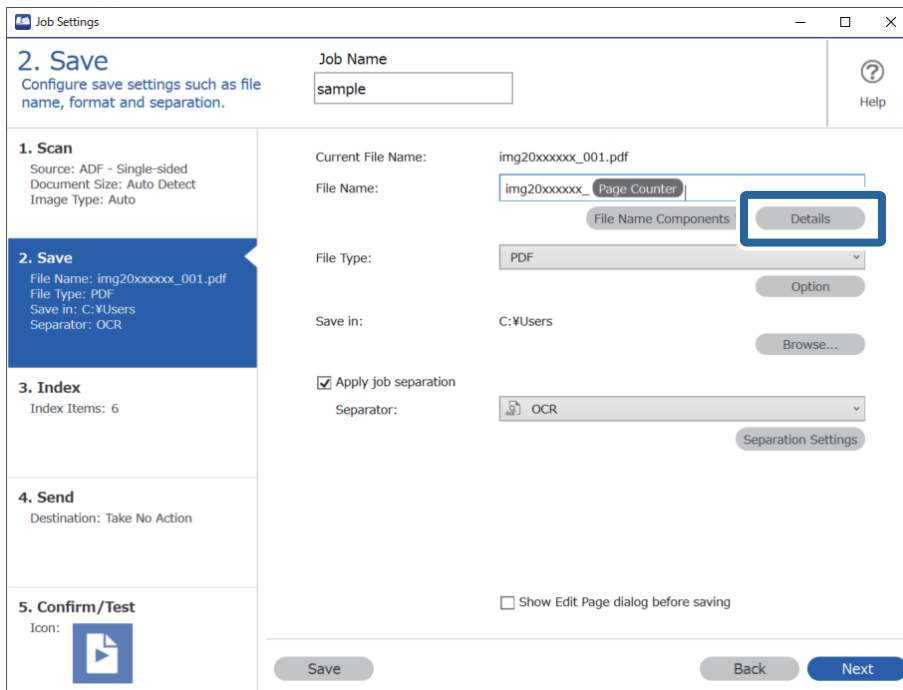 Job Settings
2. Save
Configure save settings such as file
name, format and separation.
Job Name
sample
Help
1. Scan
Source: ADF - Single-sided
Document Size: Auto Detect
Image Type: Auto
2. Save
File Name: img20xxxxxx_001.pdf
File Type: PDF
Save in: C:¥Users
Separator: OCR
3. Index
Index Items: 6
4. Send
Destination: Take No Action
5. Confirm/Test
Icon:
Current File Name: img20xxxxxx_001.pdf
File Name: img20xxxxxx_ Page Counter
File Name Components Details
File Type: PDF
Option
Save in: C:¥Users
Browse...
Apply job separation
Separator: OCR
Separation Settings
Show Edit Page dialog before saving
Save Back Next